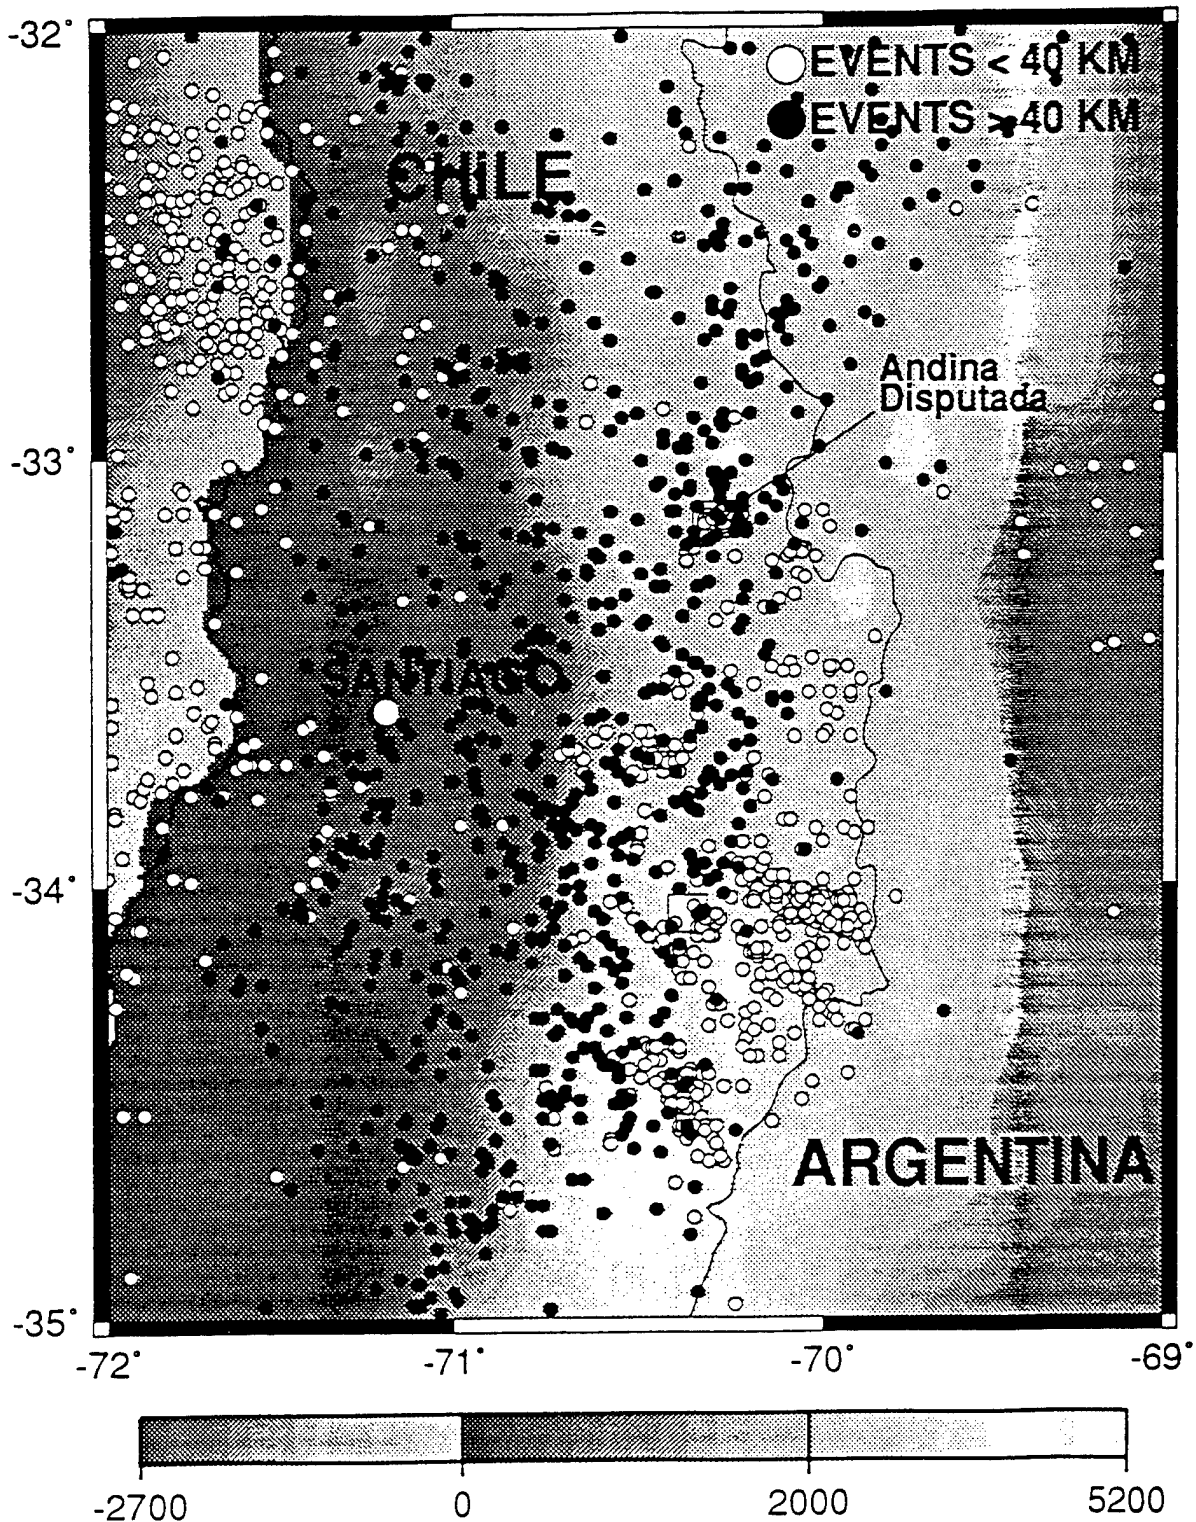 -32°
EVENTS < 40 KM
EVENTS > 40 KM
CHILE
Andina
Disputada
-33°
SANTIAGO
-34°
ARGENTINA
-35°
-72°
-71°
-70°
-69°
-2700
0
2000
5200